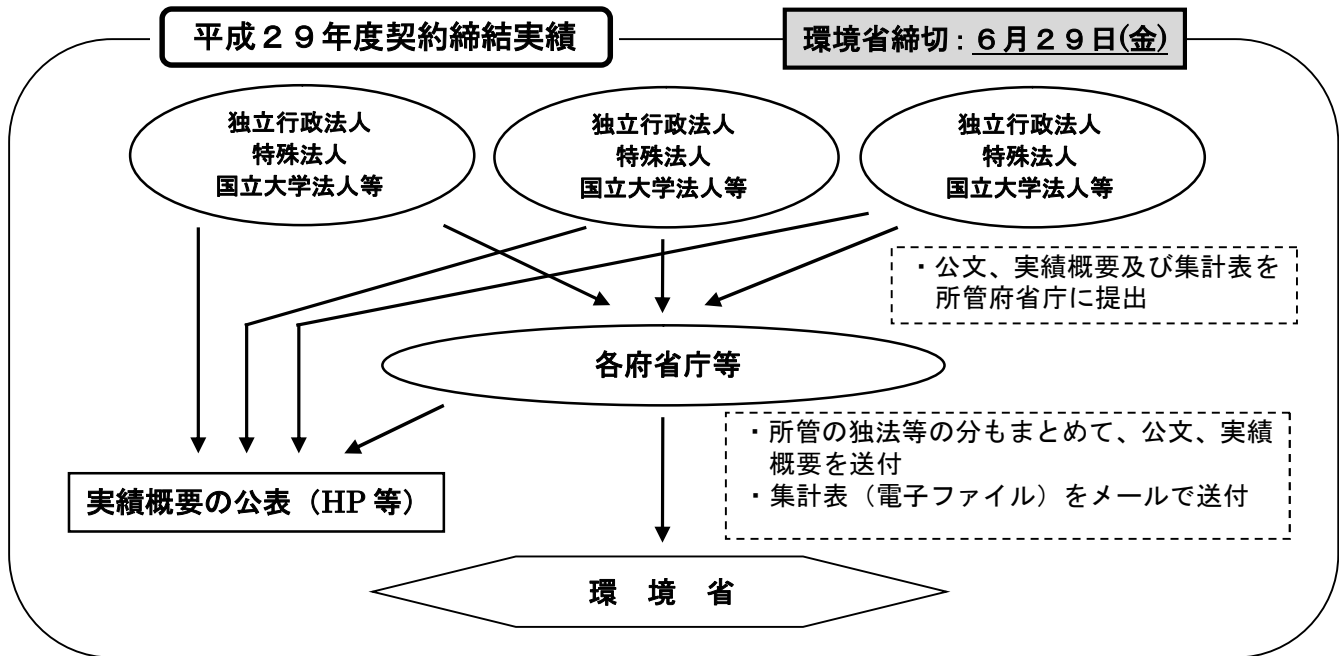 平成２９年度契約締結実績
環境省締切：６月２９日(金)
独立行政法人
特殊法人
国立大学法人等
独立行政法人
特殊法人
国立大学法人等
独立行政法人
特殊法人
国立大学法人等
・公文、実績概要及び集計表を
所管府省庁に提出
各府省庁等
・所管の独法等の分もまとめて、公文、実績
概要を送付
・集計表（電子ファイル）をメールで送付
実績概要の公表（HP 等）
環　境　省